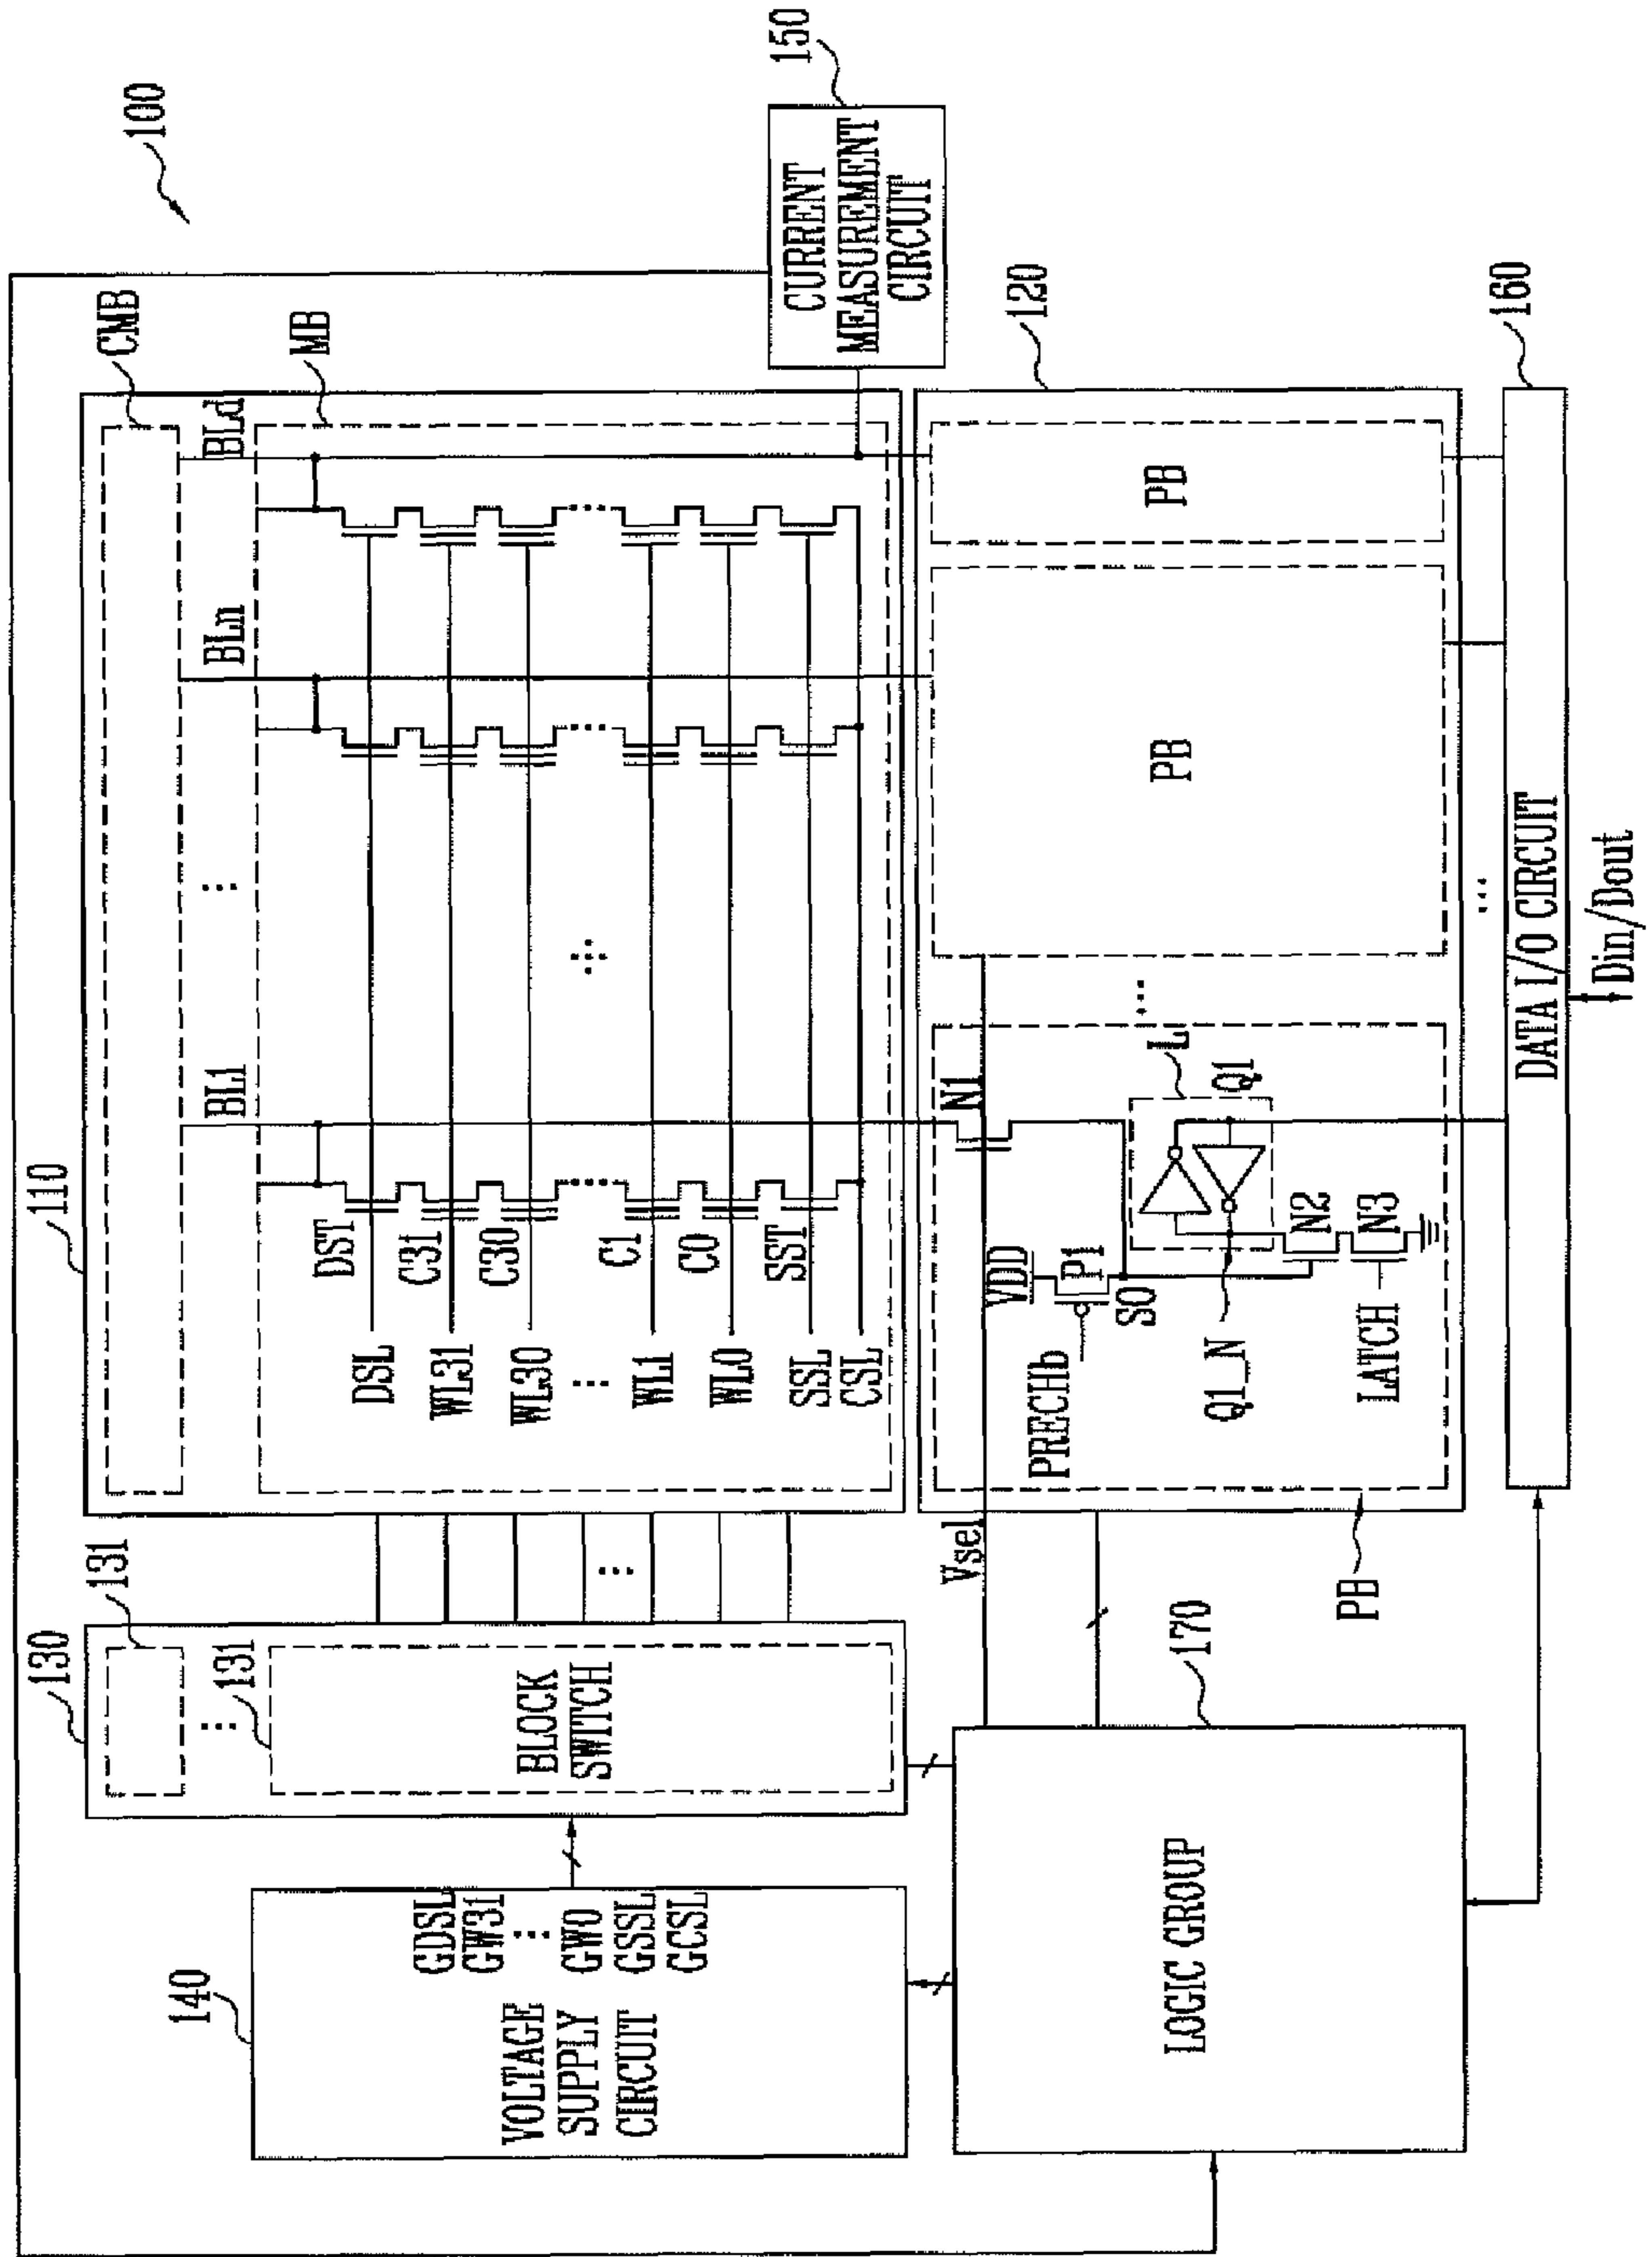 100
110
CMB
MB
BL1
...
BLn
BLd
DST
C31
C30
C1
C0
SST
DSL
WL31
WL30
...
WL1
WL0
SSL
CSL
130
131
...
131
BLOCK
SWITCH
...
140
VOLTAGE
SUPPLY
CIRCUIT
GDSL
GW31
...
GW0
GSSL
GCSL
150
CURRENT
MEASUREMENT
CIRCUIT
120
Vsel
N1
VDD
P1
PRECHb
SO
L
Q1
Q1_N
N2
N3
LATCH
PB
...
PB
PB
170
LOGIC GROUP
160
...
DATA I/O CIRCUIT
Din/Dout